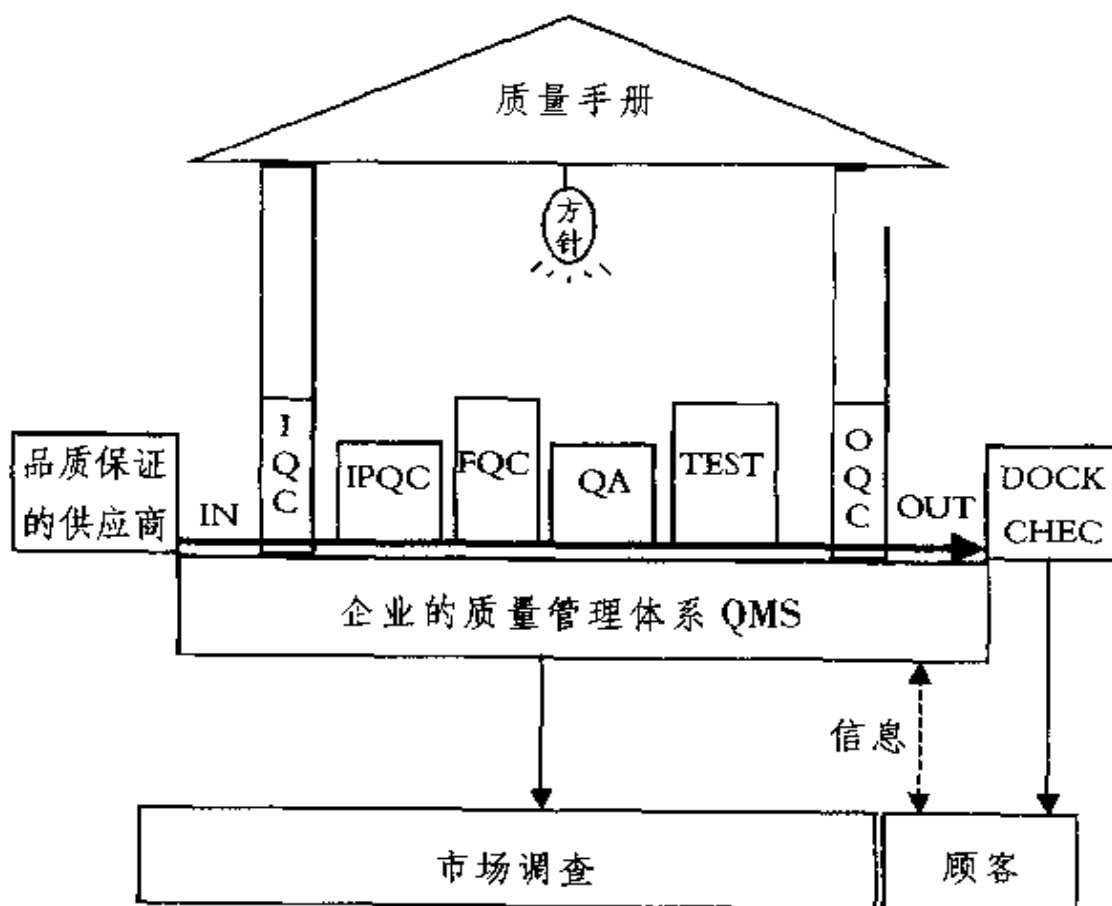 质量手册
方
针
I
Q
C
IPQC
FQC
QA
TEST
O
Q
C
品质保证
的供应商
IN
OUT
DOCK
CHEC
企业的质量管理体系 QMS
信息
市场调查
顾客